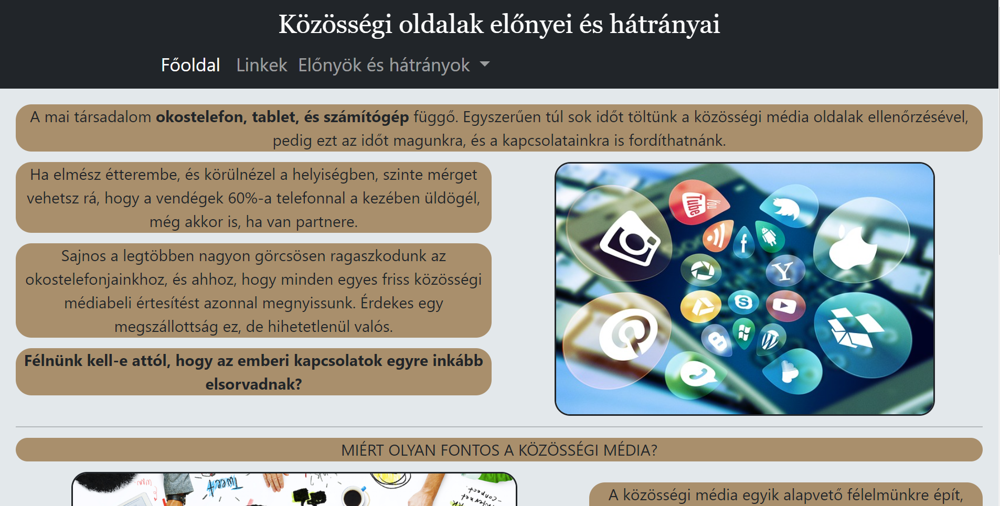 Közösségi oldalak előnyei és hátrányai
Főoldal Linkek Előnyök és hátrányok
A mai társadalom okostelefon, tablet, és számítógép függő. Egyszerűen túl sok időt töltünk a közösségi média oldalak ellenőrzésével,
pedig ezt az időt magunkra, és a kapcsolatainkra is fordíthatnánk.
Ha elmész étterembe, és körülnézel a helyiségben, szinte mérget
vehetsz rá, hogy a vendégek 60%-a telefonnal a kezében üldögél,
még akkor is, ha van partnere.
Sajnos a legtöbben nagyon görcsösen ragaszkodunk az
okostelefonjainkhoz, és ahhoz, hogy minden egyes friss közösségi
médiabeli értesítést azonnal megnyissunk. Érdekes egy
megszállottság ez, de hihetetlenül valós.
Félnünk kell-e attól, hogy az emberi kapcsolatok egyre inkább
elsorvadnak?
You
Tube
MIÉRT OLYAN FONTOS A KÖZÖSSÉGI MÉDIA?
Tweet
connect
A közösségi média egyik alapvető félelmünkre épít,